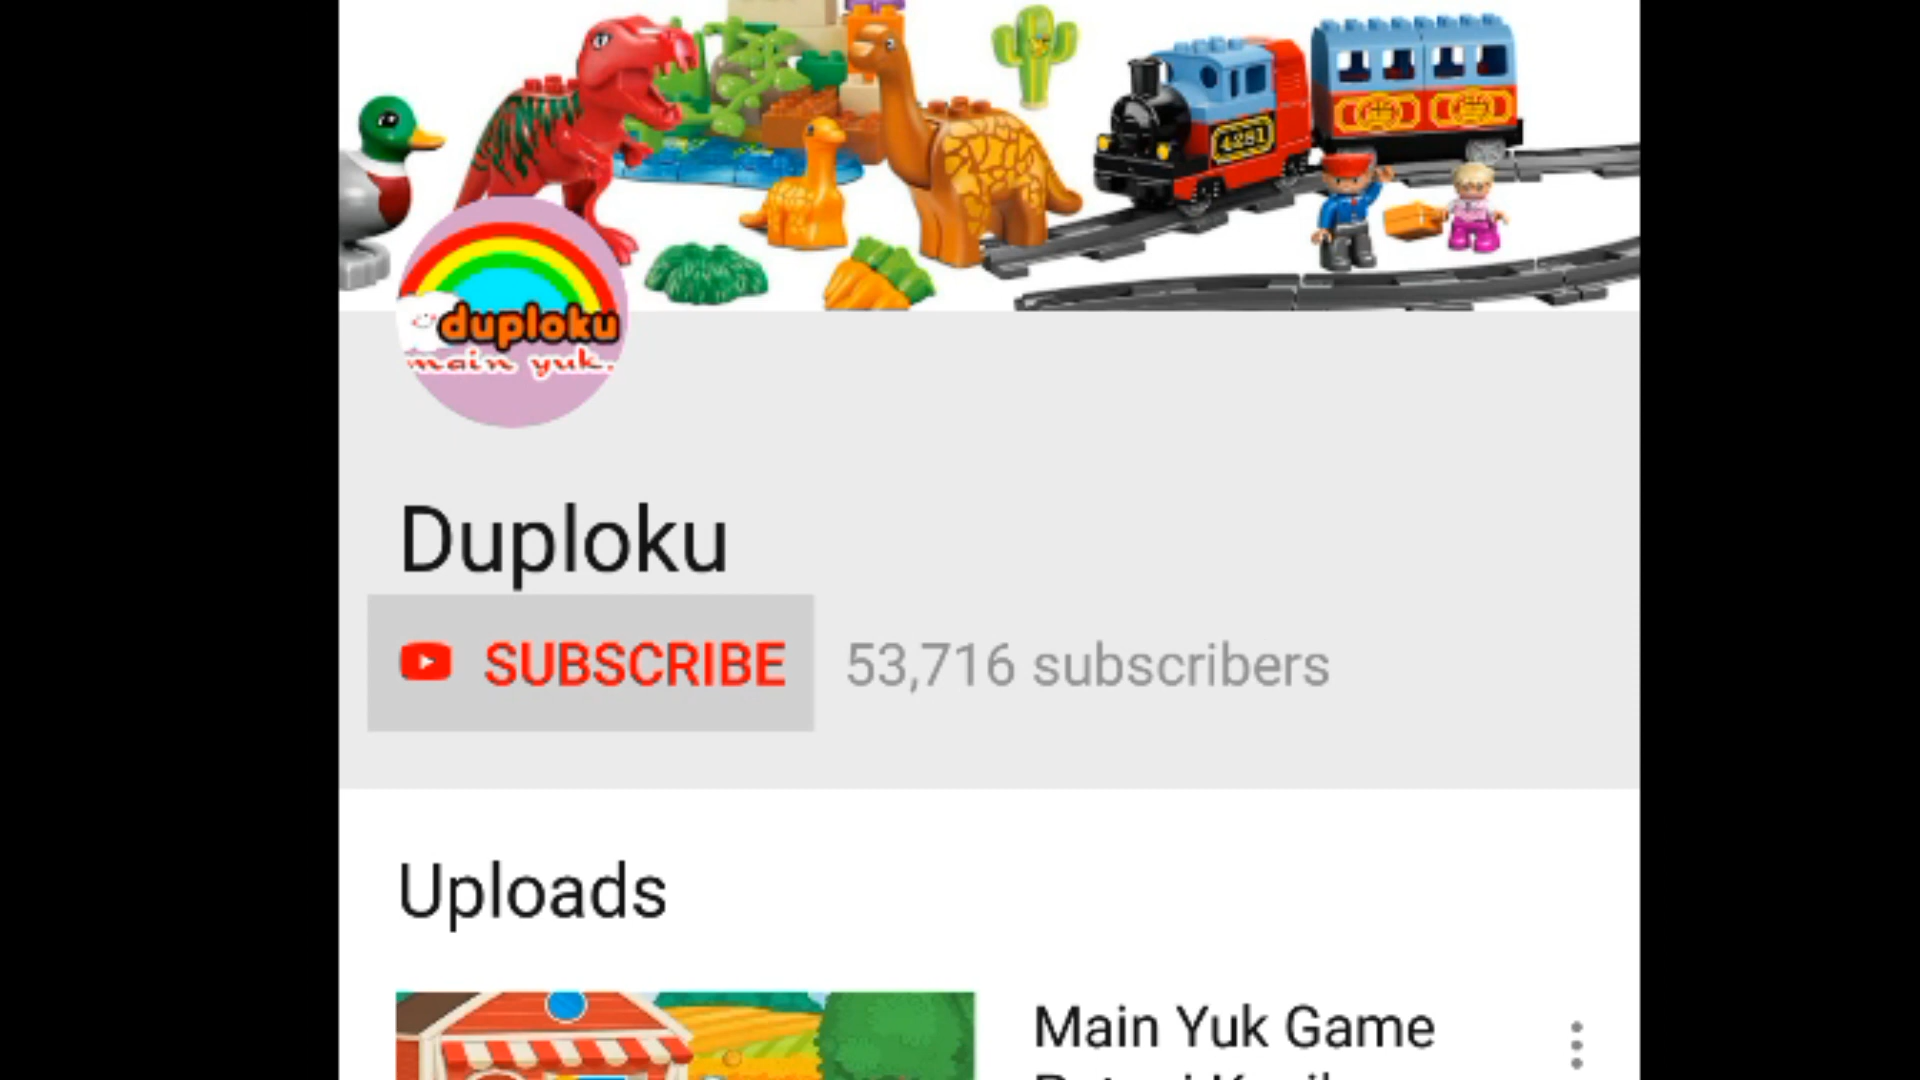 4281
duploku
main yuk.
Duploku
SUBSCRIBE 53,716 subscribers
Uploads
Main Yuk Game